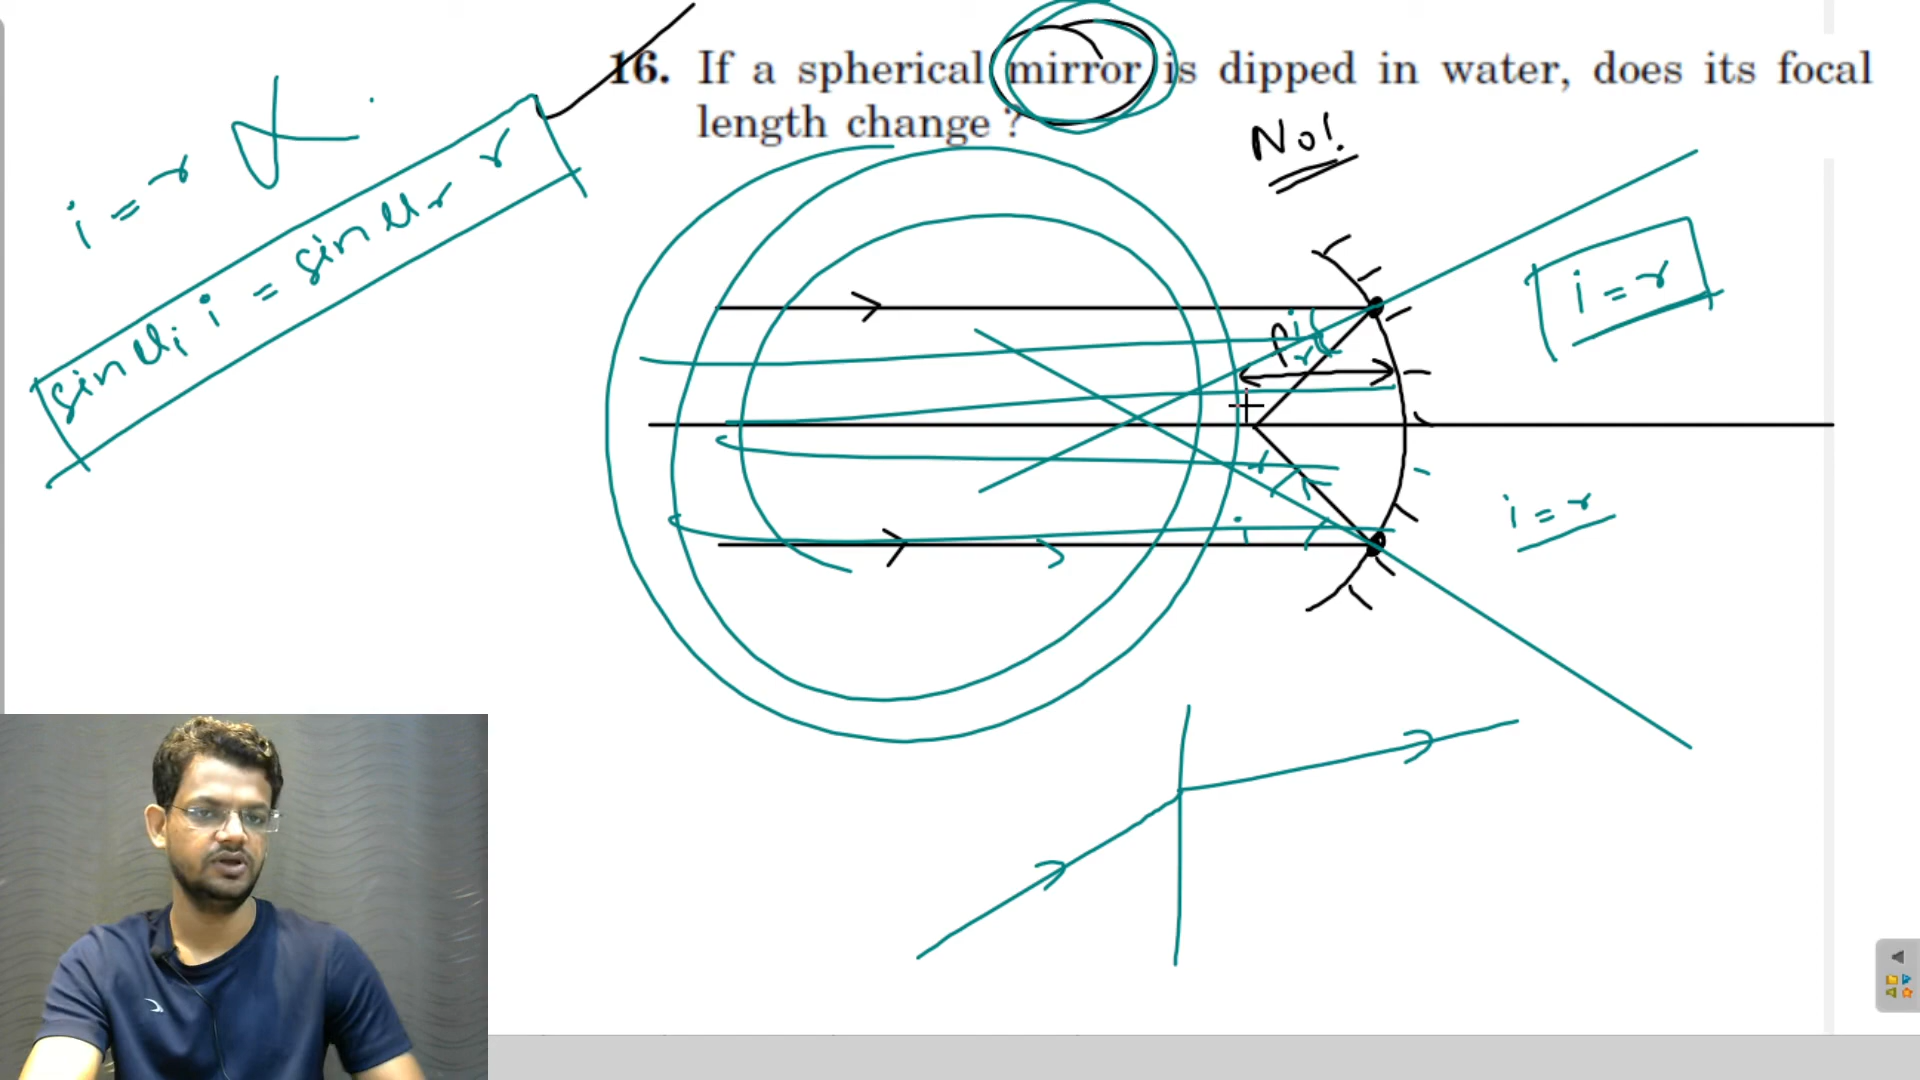 16. If a spherical mirror is dipped in water, does its focal
length change ?
No!
i = r
sin μi i = sin μr r
i = r
i
r
r
i
i = r